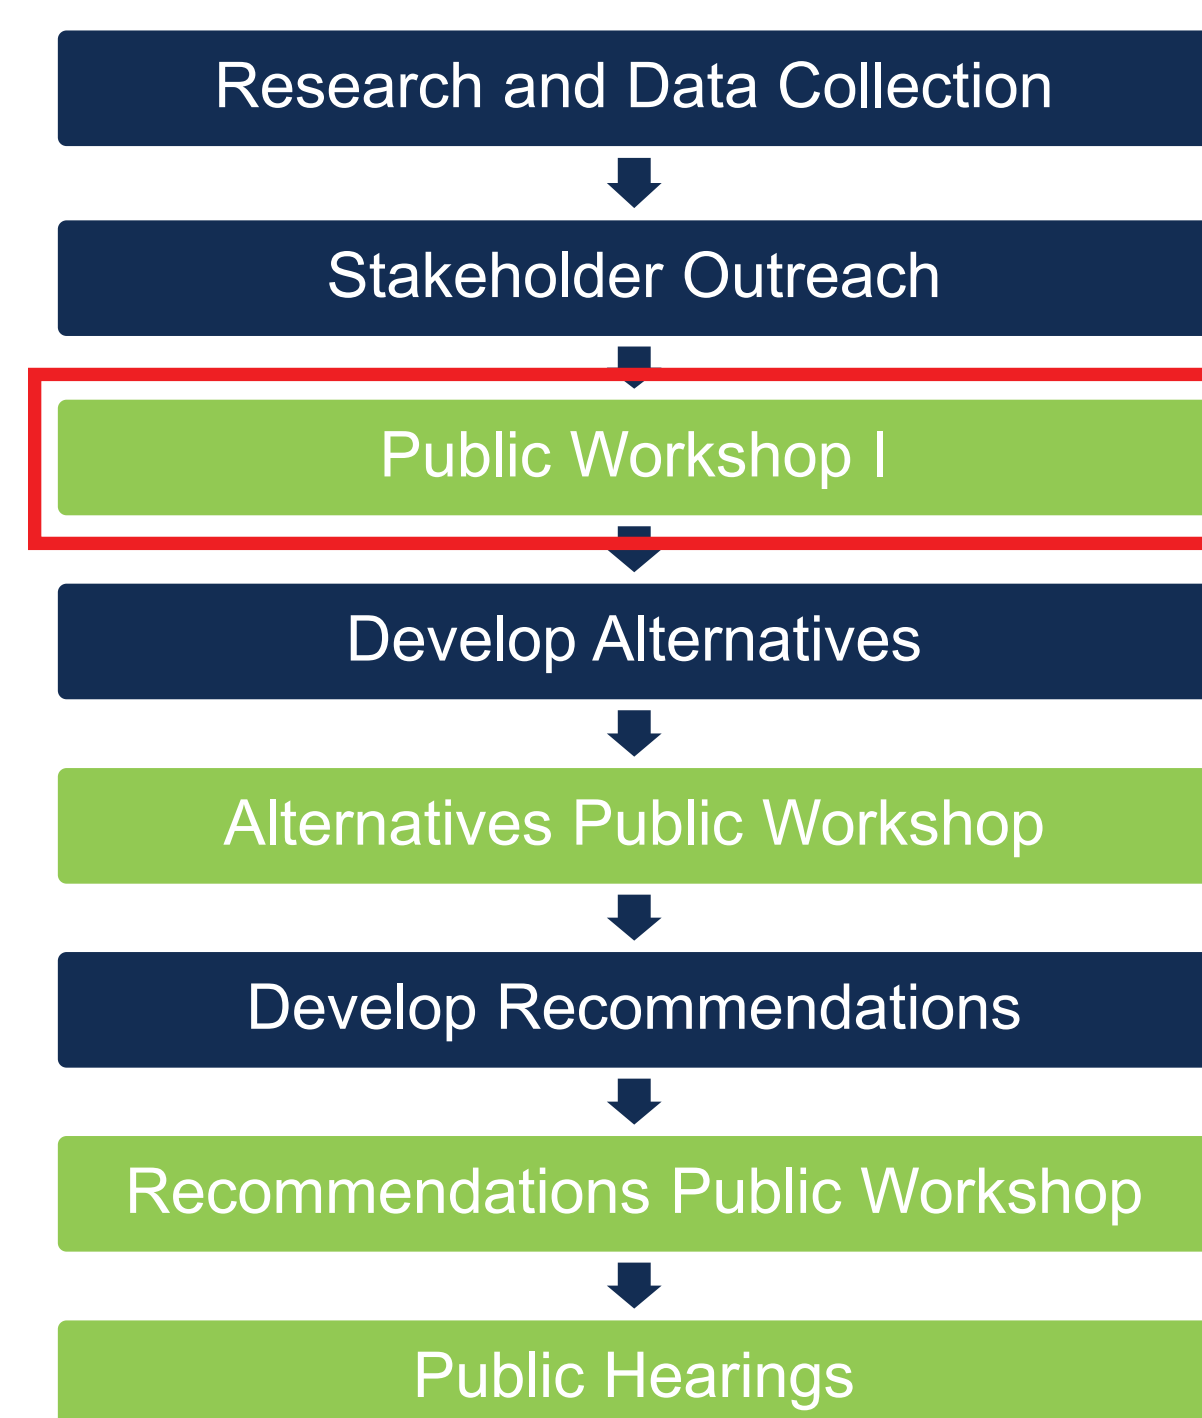 Research and Data Collection
Stakeholder Outreach
Public Workshop I
Develop Alternatives
Alternatives Public Workshop
Develop Recommendations
Recommendations Public Workshop
Public Hearings